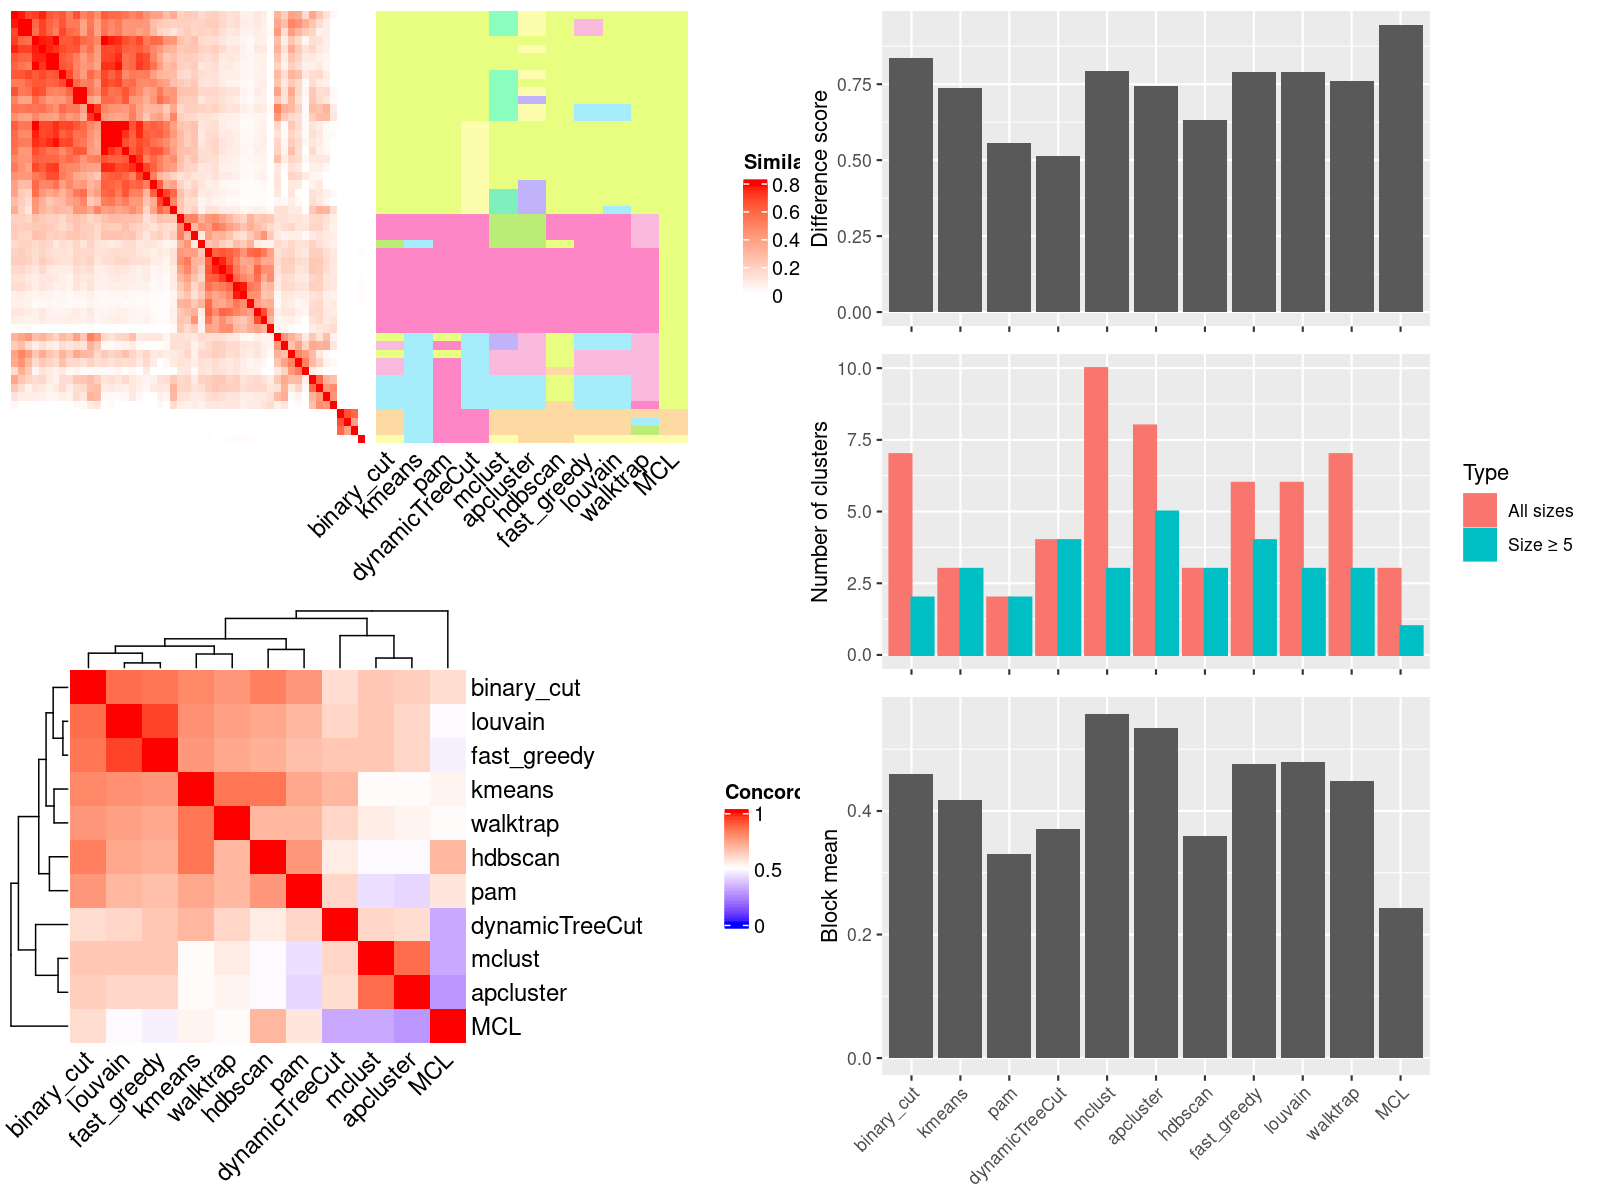 Simila
0.8
0.6
0.4
0.2
0
binary_cut
kmeans
pam
dynamicTreeCut
mclust
apcluster
hdbscan
fast_greedy
louvain
walktrap
MCL
binary_cut
louvain
fast_greedy
kmeans
walktrap
hdbscan
pam
dynamicTreeCut
mclust
apcluster
MCL
binary_cut
louvain
fast_greedy
kmeans
walktrap
hdbscan
pam
dynamicTreeCut
mclust
apcluster
MCL
Concord
1
0.5
0
Difference score
0.75
0.50
0.25
0.00
Number of clusters
10.0
7.5
5.0
2.5
0.0
Type
All sizes
Size ≥ 5
Block mean
0.4
0.2
0.0
binary_cut
kmeans
pam
dynamicTreeCut
mclust
apcluster
hdbscan
fast_greedy
louvain
walktrap
MCL